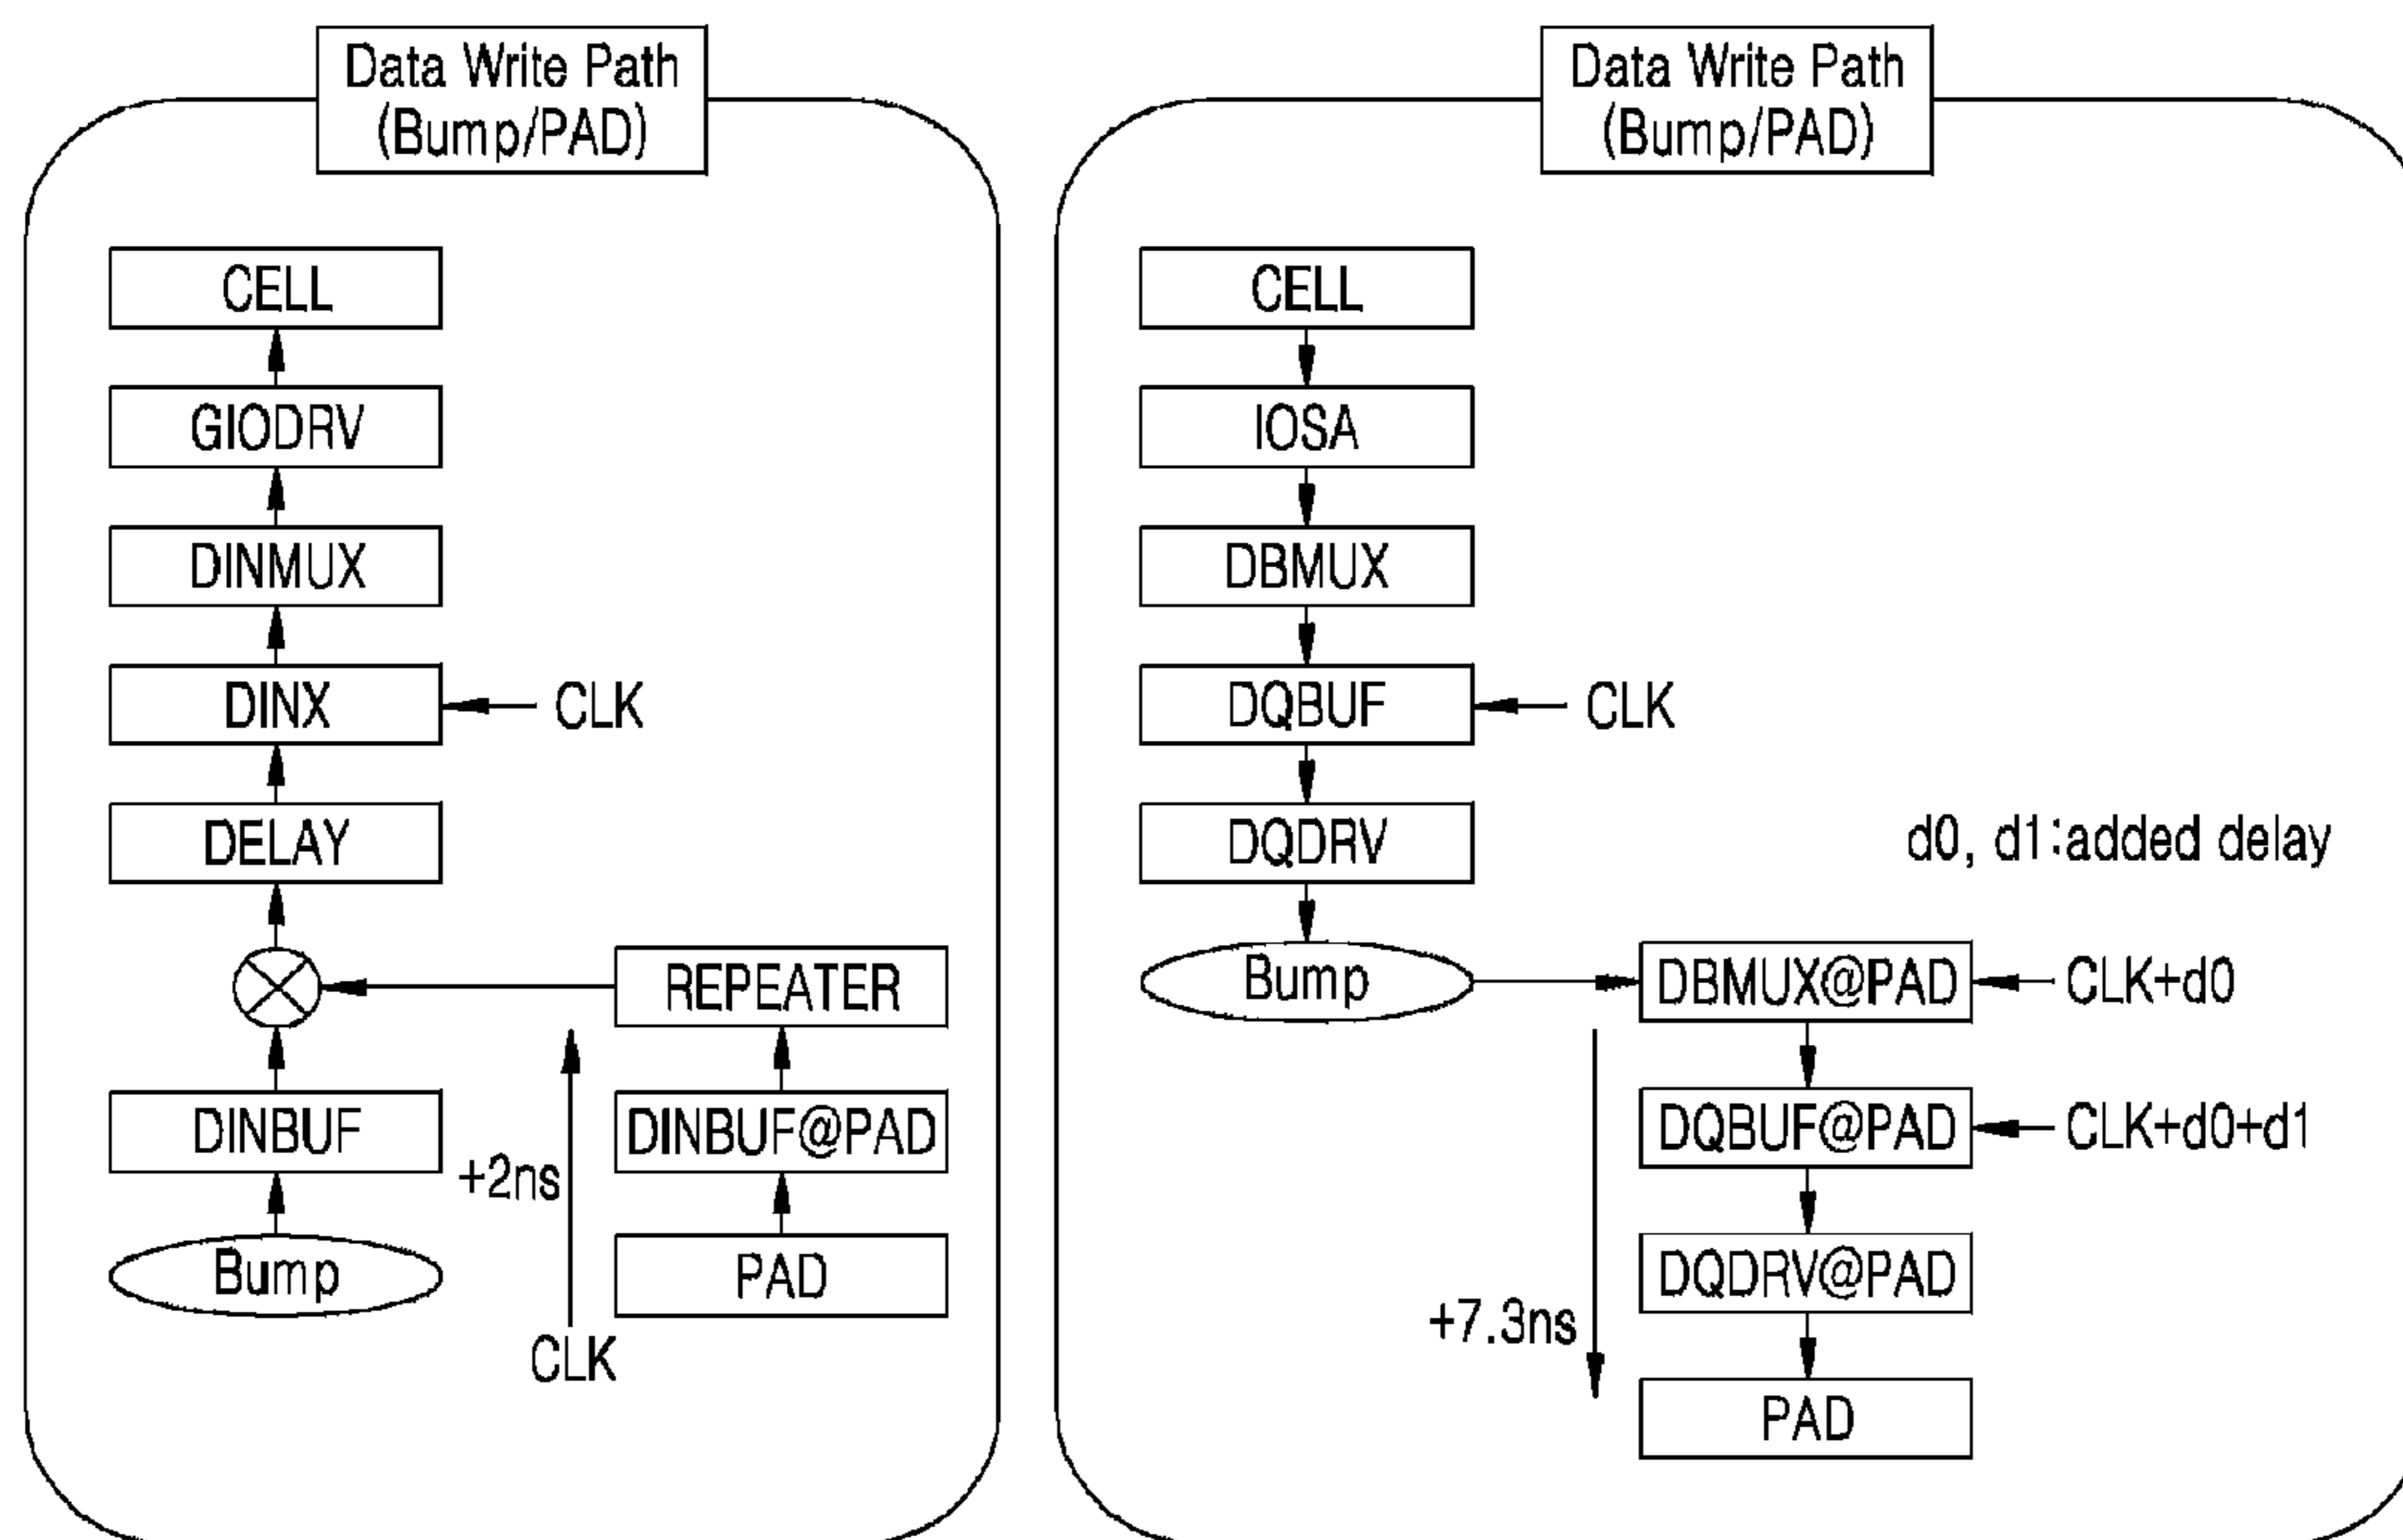 Data Write Path
(Bump/PAD)
CELL
GIODRV
DINMUX
DINX
CLK
DELAY
REPEATER
DINBUF
+2ns
DINBUF@PAD
Bump
PAD
CLK
Data Write Path
(Bump/PAD)
CELL
IOSA
DBMUX
DQBUF
CLK
DQDRV
d0, d1:added delay
Bump
DBMUX@PAD
CLK+d0
DQBUF@PAD
CLK+d0+d1
DQDRV@PAD
+7.3ns
PAD